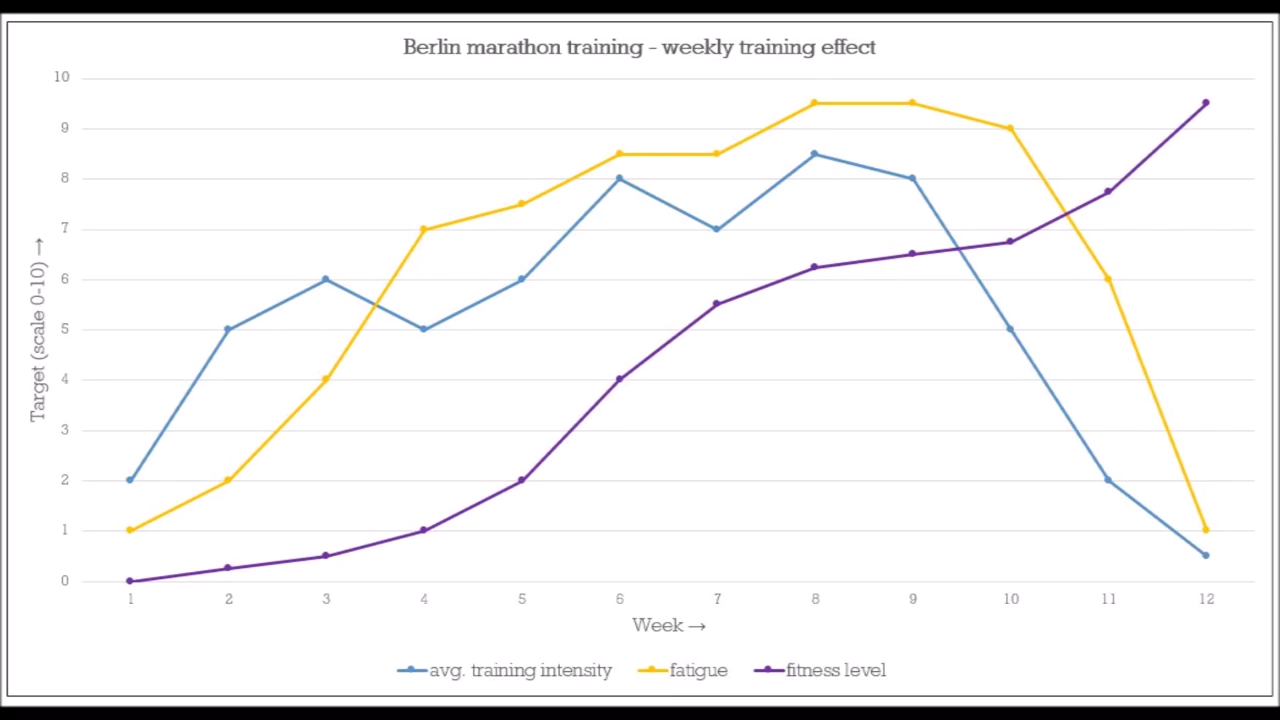 Berlin marathon training - weekly training effect
10
9
8
7
6
5
4
3
2
1
0
Target (scale 0-10) →
1 2 3 4 5 6 7 8 9 10 11 12
Week →
avg. training intensity fatigue fitness level